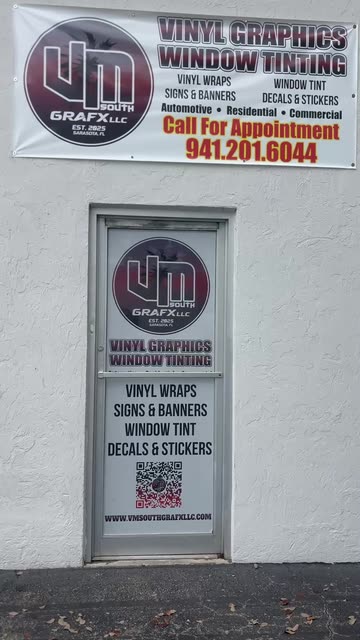 VINYL GRAPHICS
WINDOW TINTING
VINYL WRAPS
SIGNS & BANNERS
WINDOW TINT
DECALS & STICKERS
Automotive • Residential • Commercial
Call For Appointment
941.201.6044
VM
SOUTH
GRAFX LLC
EST. 2025
SARASOTA, FL
VM
SOUTH
GRAFX LLC
EST. 2025
SARASOTA, FL
VINYL GRAPHICS
WINDOW TINTING
VINYL WRAPS
SIGNS & BANNERS
WINDOW TINT
DECALS & STICKERS
WWW.VMSOUTHGRAFXLLC.COM